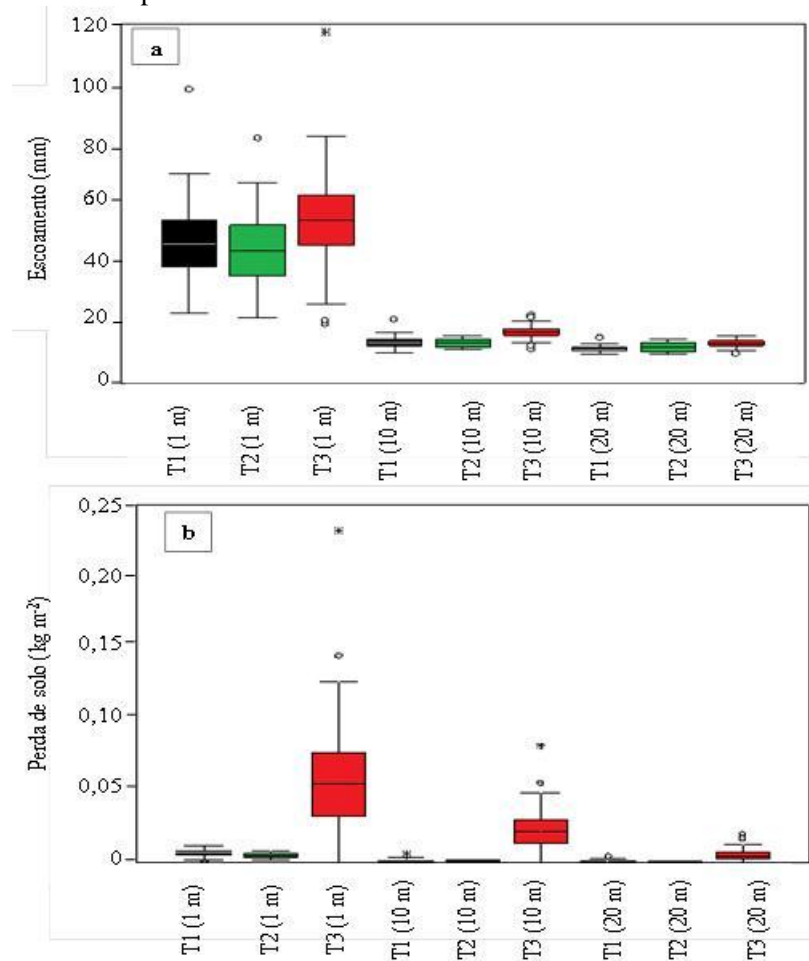 120
a
100
80
60
40
20
0
Escoamento (mm)
T1 (1 m)
T2 (1 m)
T3 (1 m)
T1 (10 m)
T2 (10 m)
T3 (10 m)
T1 (20 m)
T2 (20 m)
T3 (20 m)
0,25
b
0,20
0,15
0,10
0,05
0
Perda de solo (kg m⁻²)
T1 (1 m)
T2 (1 m)
T3 (1 m)
T1 (10 m)
T2 (10 m)
T3 (10 m)
T1 (20 m)
T2 (20 m)
T3 (20 m)